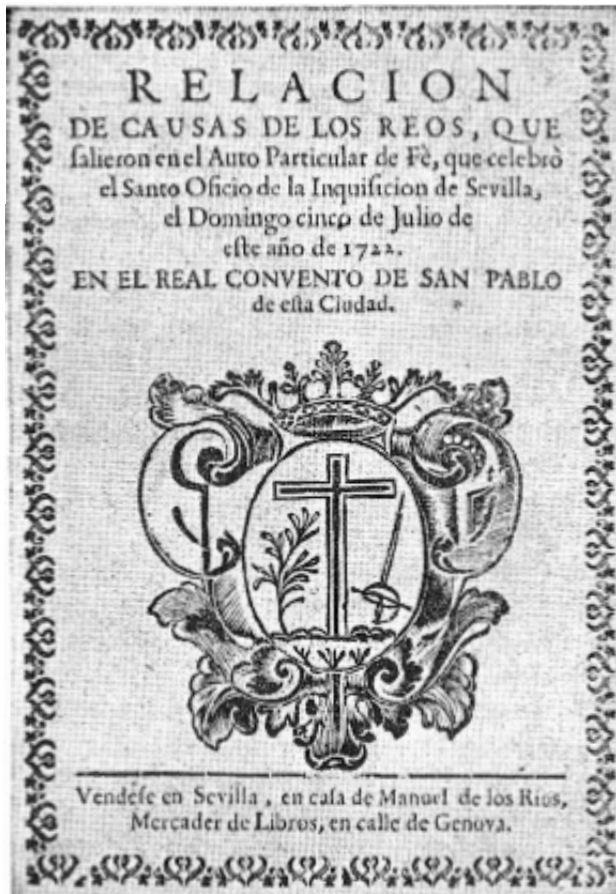 RELACION
DE CAUSAS DE LOS REOS, QUE
ſalieron en el Auto Particular de Fè, que celebrò
el Santo Oficio de la Inquiſicion de Sevilla,
el Domingo cinco de Julio de
eſte año de 1722.
EN EL REAL CONVENTO DE SAN PABLO
de eſta Ciudad.
Vendeſe en Sevilla, en caſa de Manuel de los Rios,
Mercader de Libros, en calle de Genova.